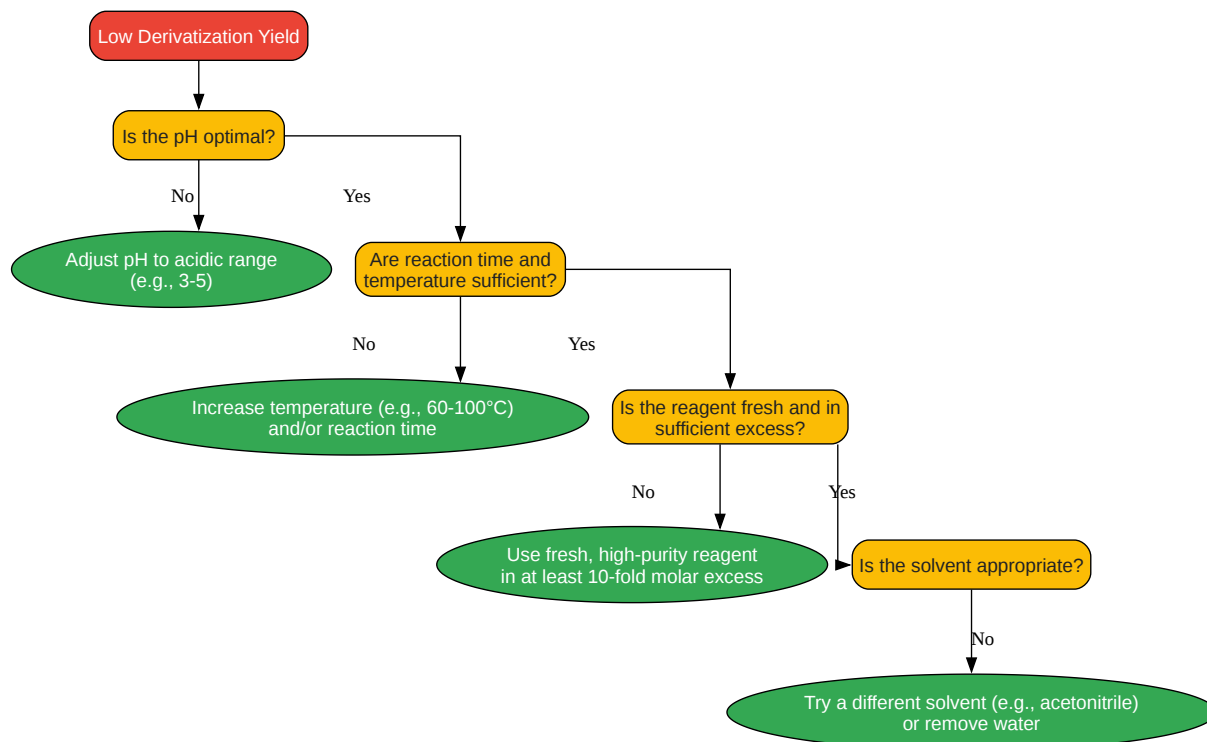 Low Derivatization Yield
Is the pH optimal?
No
Yes
Adjust pH to acidic range
(e.g., 3-5)
Are reaction time and
temperature sufficient?
No
Yes
Increase temperature (e.g., 60-100°C)
and/or reaction time
Is the reagent fresh and in
sufficient excess?
No
Yes
Use fresh, high-purity reagent
in at least 10-fold molar excess
Is the solvent appropriate?
No
Try a different solvent (e.g., acetonitrile)
or remove water